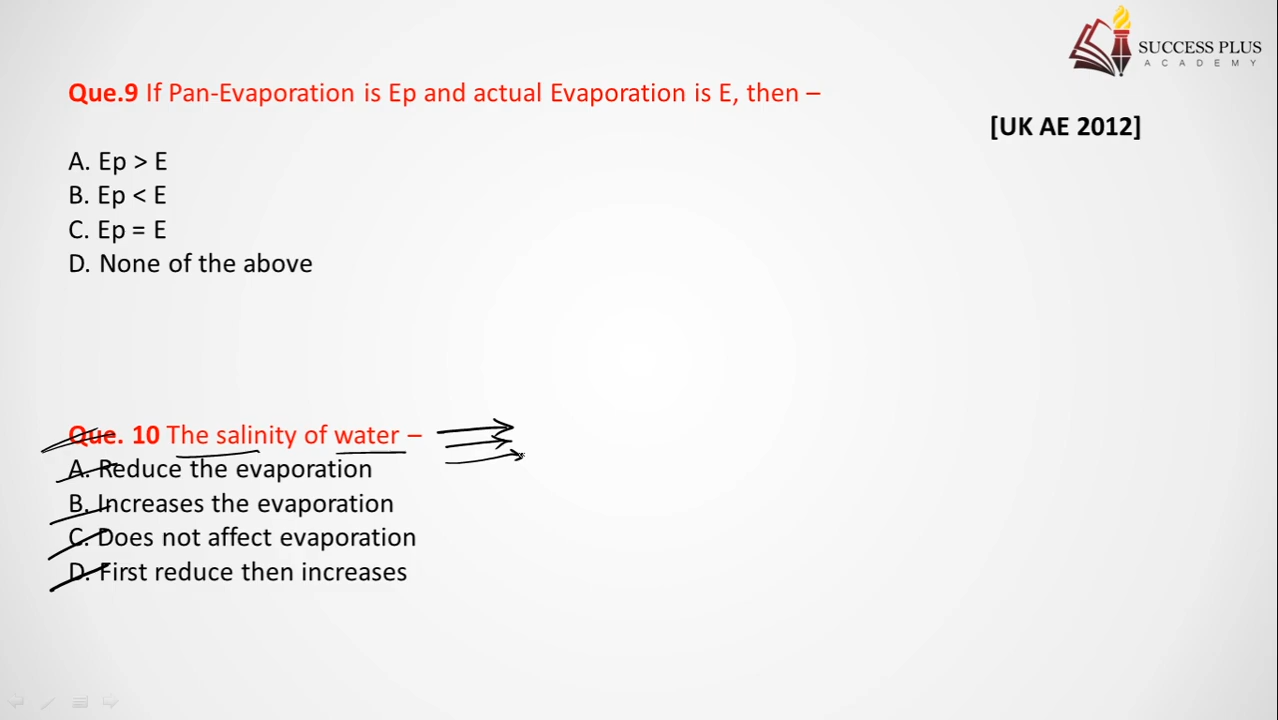 SUCCESS PLUS
ACADEMY
Que.9 If Pan-Evaporation is Ep and actual Evaporation is E, then –
[UK AE 2012]
A. Ep > E
B. Ep < E
C. Ep = E
D. None of the above
Que. 10 The salinity of water –
A. Reduce the evaporation
B. Increases the evaporation
C. Does not affect evaporation
D. First reduce then increases